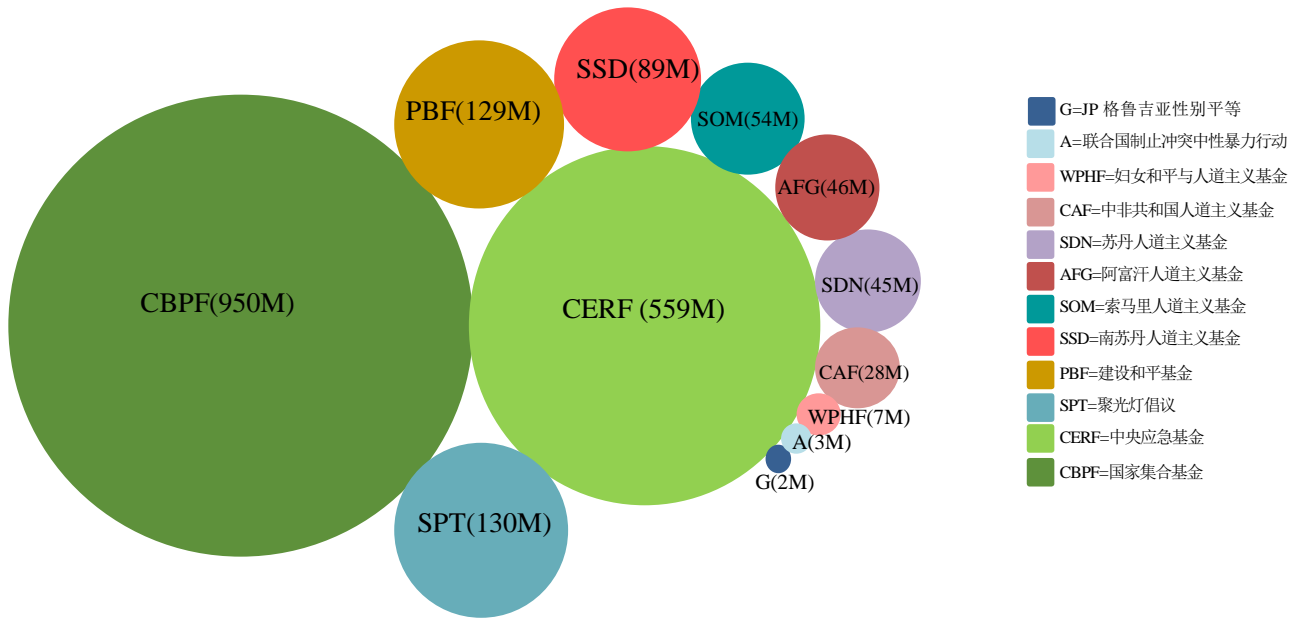 SSD(89M)
PBF(129M)
SOM(54M)
AFG(46M)
SDN(45M)
CBPF(950M)
CERF (559M)
CAF(28M)
WPHF(7M)
A(3M)
G(2M)
SPT(130M)
G=JP 格鲁吉亚性别平等
A=联合国制止冲突中性暴力行动
WPHF=妇女和平与人道主义基金
CAF=中非共和国人道主义基金
SDN=苏丹人道主义基金
AFG=阿富汗人道主义基金
SOM=索马里人道主义基金
SSD=南苏丹人道主义基金
PBF=建设和平基金
SPT=聚光灯倡议
CERF=中央应急基金
CBPF=国家集合基金